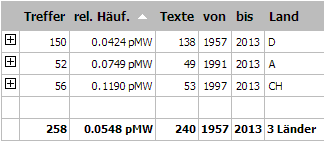 Treffer rel. Häuf. Texte von bis Land
150 0.0424 pMW 138 1957 2013 D
52 0.0749 pMW 49 1991 2013 A
56 0.1190 pMW 53 1997 2013 CH
258 0.0548 pMW 240 1957 2013 3 Länder